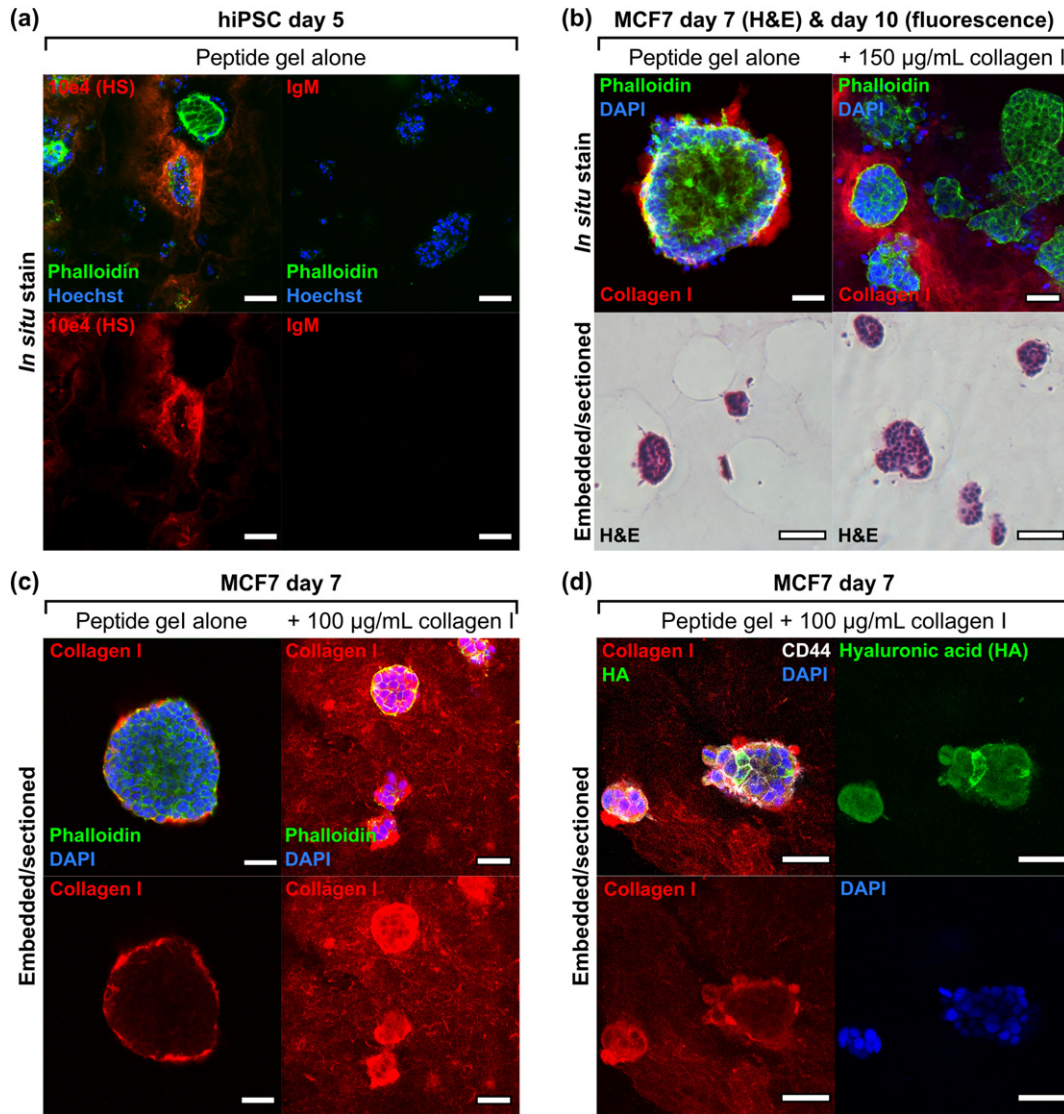 (a)
hiPSC day 5
Peptide gel alone
In situ stain
10e4 (HS)
IgM
Phalloidin
Hoechst
Phalloidin
Hoechst
10e4 (HS)
IgM
(b)
MCF7 day 7 (H&E) & day 10 (fluorescence)
Peptide gel alone
+ 150 µg/mL collagen I
In situ stain
Phalloidin
DAPI
Phalloidin
DAPI
Collagen I
Collagen I
Embedded/sectioned
H&E
H&E
(c)
MCF7 day 7
Peptide gel alone
+ 100 µg/mL collagen I
Embedded/sectioned
Collagen I
Collagen I
Phalloidin
DAPI
Phalloidin
DAPI
Collagen I
Collagen I
(d)
MCF7 day 7
Peptide gel + 100 µg/mL collagen I
Embedded/sectioned
Collagen I
HA
CD44
DAPI
Hyaluronic acid (HA)
Collagen I
DAPI